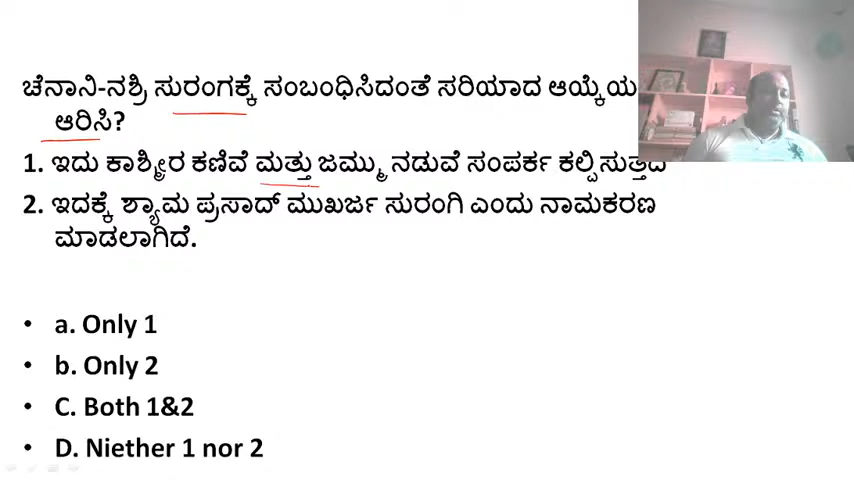 ಚೆನಾನಿ-ನಶ್ರಿ ಸುರಂಗಕ್ಕೆ ಸಂಬಂಧಿಸಿದಂತೆ ಸರಿಯಾದ ಆಯ್ಕೆಯ
ಆರಿಸಿ?
1. ಇದು ಕಾಶ್ಮೀರ ಕಣಿವೆ ಮತ್ತು ಜಮ್ಮು ನಡುವೆ ಸಂಪರ್ಕ ಕಲ್ಪಿಸುತ್ತದೆ
2. ಇದಕ್ಕೆ ಶ್ಯಾಮ ಪ್ರಸಾದ್ ಮುಖರ್ಜಿ ಸುರಂಗಿ ಎಂದು ನಾಮಕರಣ
ಮಾಡಲಾಗಿದೆ.
• a. Only 1
• b. Only 2
• C. Both 1&2
• D. Niether 1 nor 2